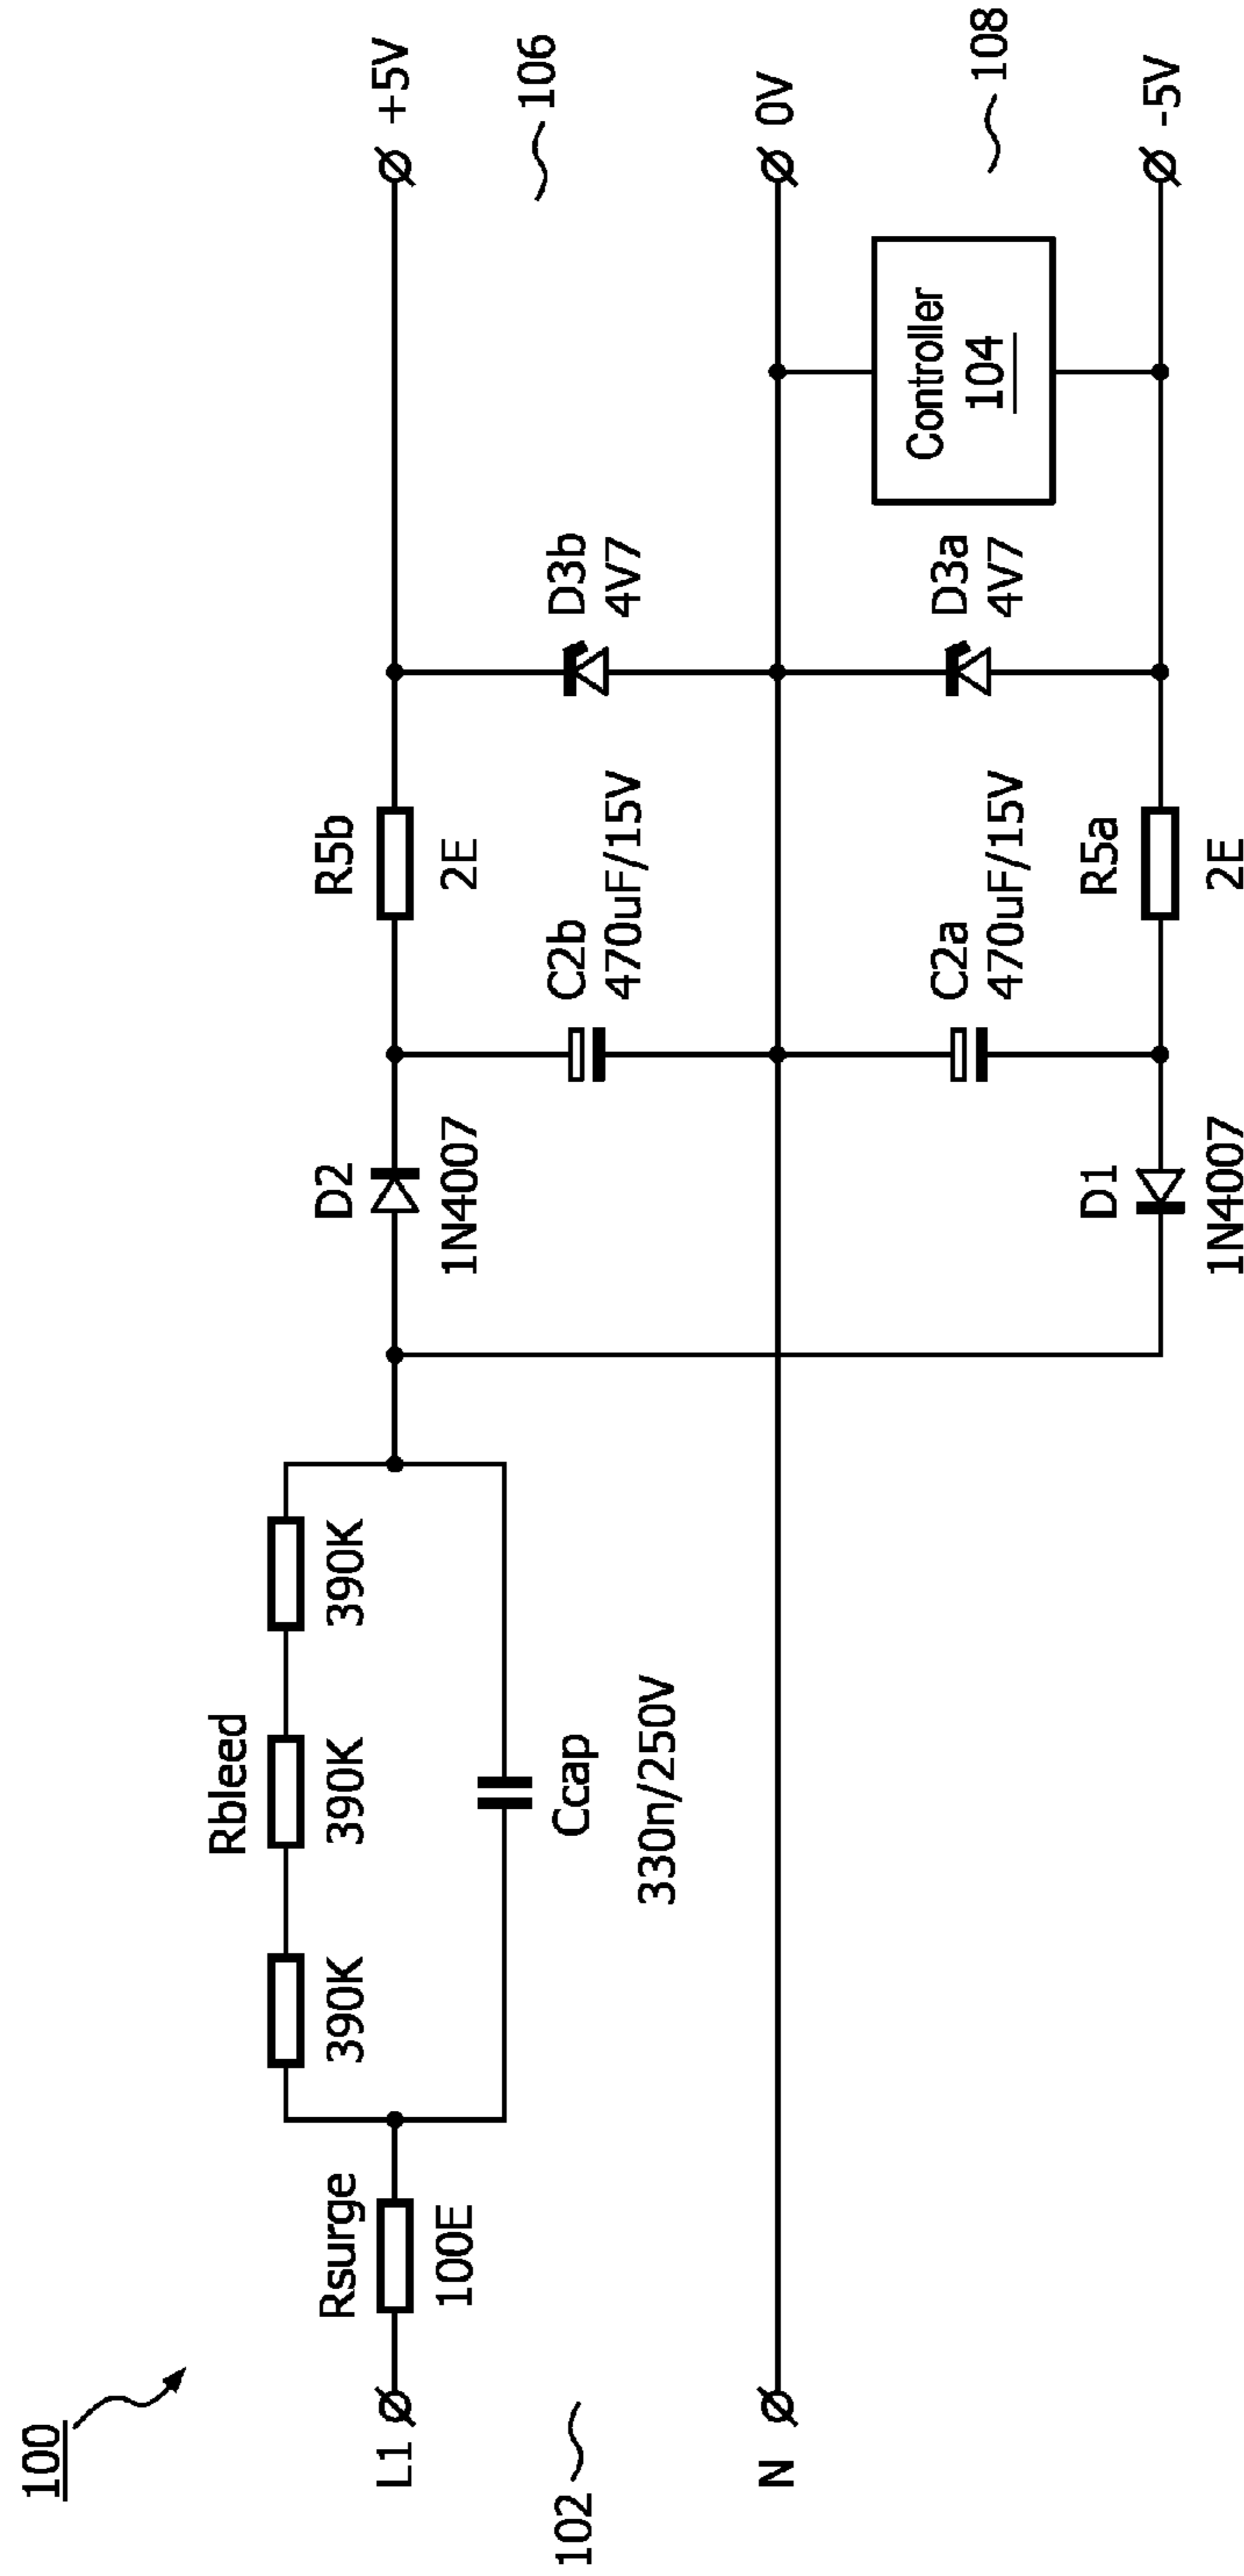 100
Rbleed
390K
390K
390K
Rsurge
100E
L1
Ccap
330n/250V
102
N
D2
1N4007
R5b
2E
+5V
C2b
470uF/15V
D3b
4V7
106
0V
C2a
470uF/15V
D3a
4V7
Controller
104
108
D1
1N4007
R5a
2E
-5V